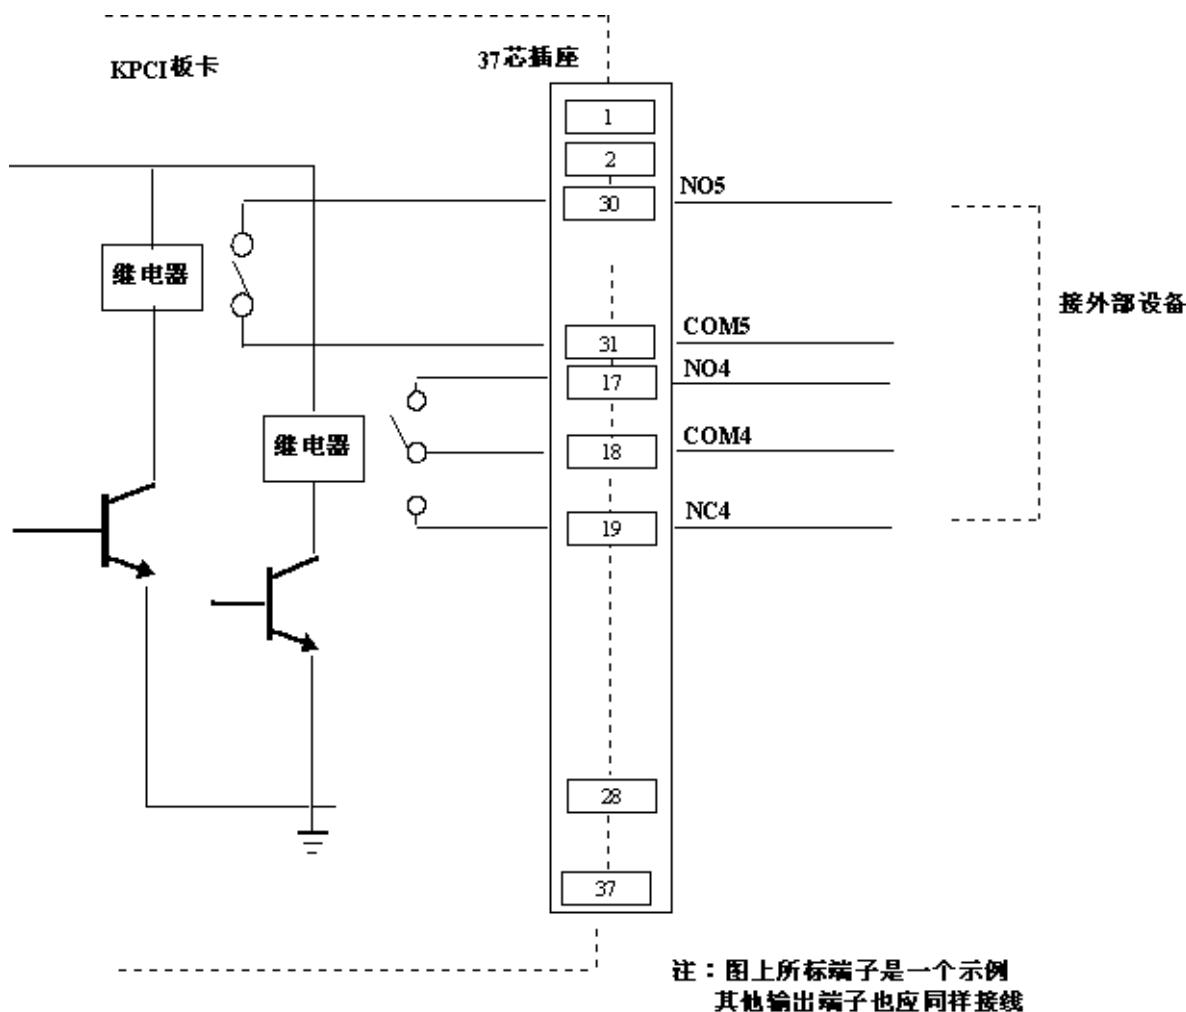 KPCI板卡
37芯插座
1
2
30
NO5
继电器
接外部设备
31
COM5
17
NO4
继电器
18
COM4
19
NC4
28
37
注：图上所标端子是一个示例
其他输出端子也应同样接线